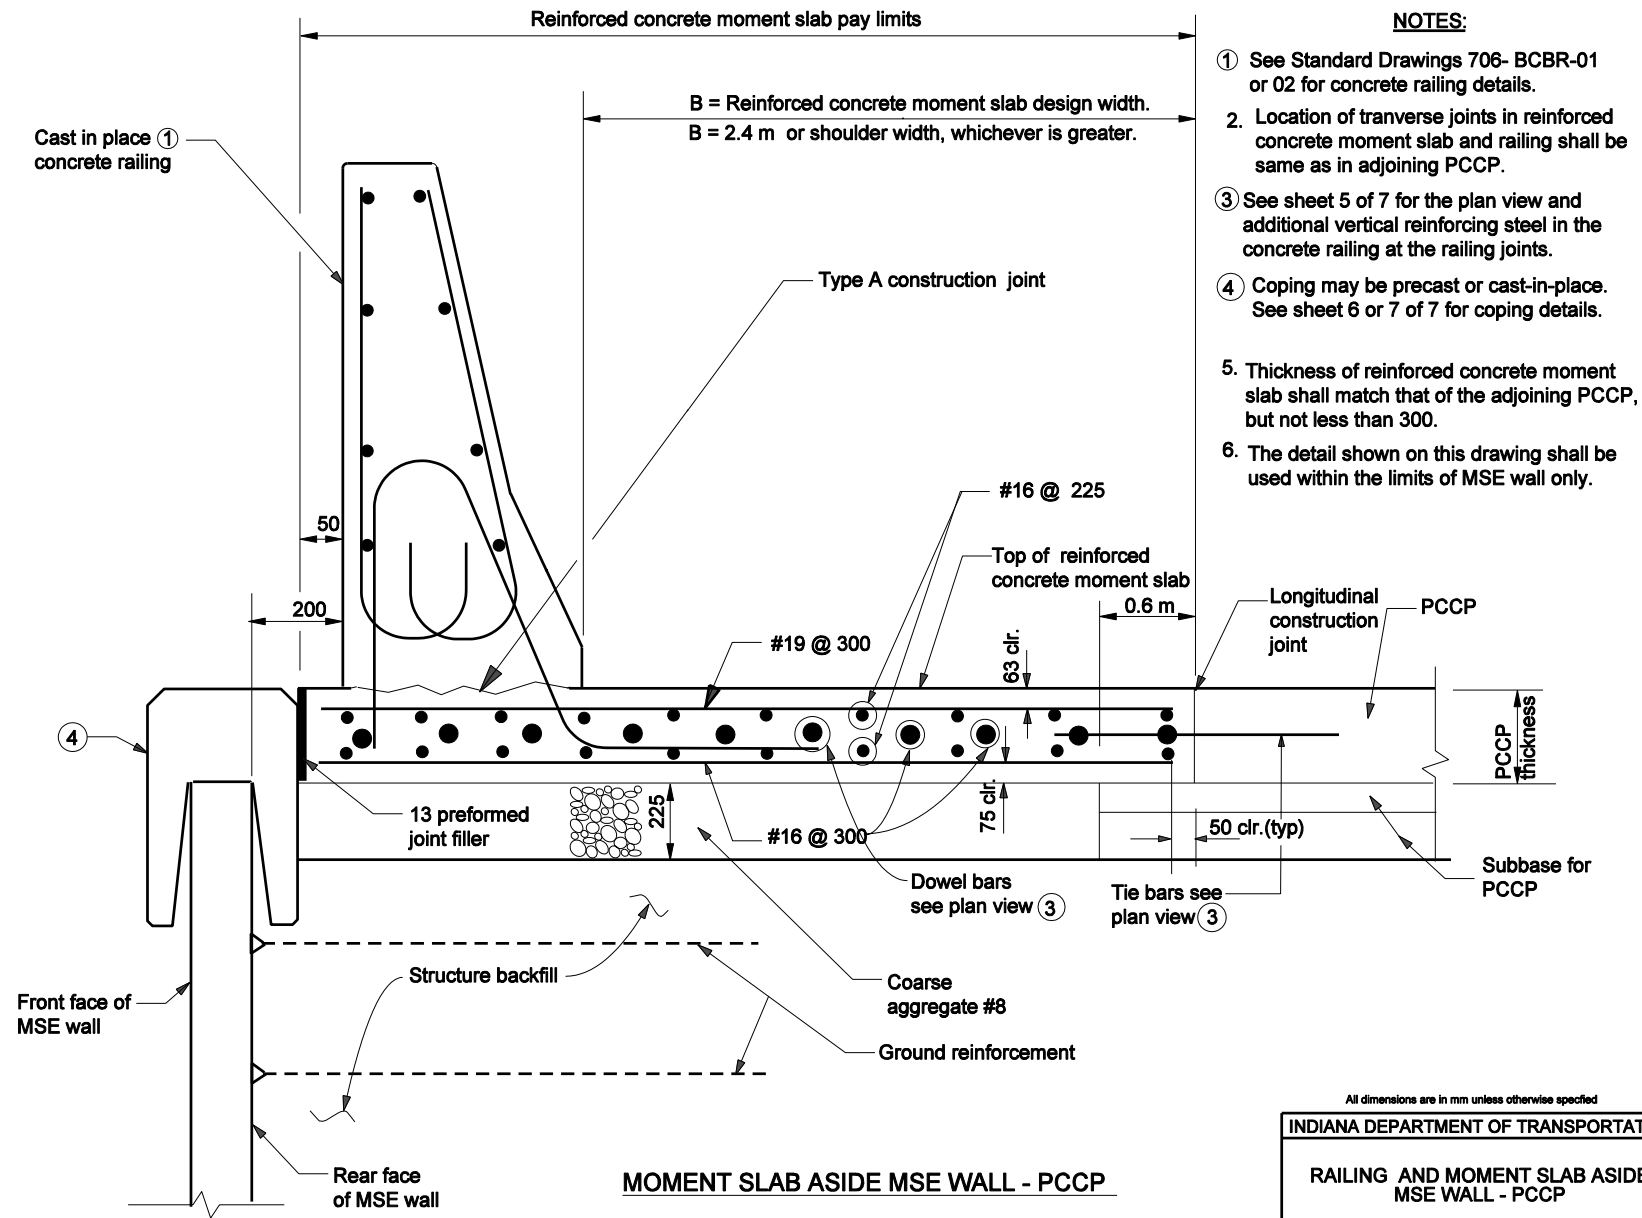 Reinforced concrete moment slab pay limits
B = Reinforced concrete moment slab design width.
B = 2.4 m or shoulder width, whichever is greater.
Cast in place 1
concrete railing
Type A construction joint
50
200
#16 @ 225
Top of reinforced
concrete moment slab
0.6 m
Longitudinal
construction
joint
PCCP
#19 @ 300
63 clr.
4
PCCP
thickness
13 preformed
joint filler
225
#16 @ 300
75 clr.
50 clr.(typ)
Dowel bars
see plan view 3
Tie bars see
plan view 3
Subbase for
PCCP
Structure backfill
Coarse
aggregate #8
Front face of
MSE wall
Ground reinforcement
Rear face
of MSE wall
MOMENT SLAB ASIDE MSE WALL - PCCP
NOTES:
1 See Standard Drawings 706- BCBR-01
or 02 for concrete railing details.
2. Location of tranverse joints in reinforced
concrete moment slab and railing shall be
same as in adjoining PCCP.
3 See sheet 5 of 7 for the plan view and
additional vertical reinforcing steel in the
concrete railing at the railing joints.
4 Coping may be precast or cast-in-place.
See sheet 6 or 7 of 7 for coping details.
5. Thickness of reinforced concrete moment
slab shall match that of the adjoining PCCP,
but not less than 300.
6. The detail shown on this drawing shall be
used within the limits of MSE wall only.
All dimensions are in mm unless otherwise specfied
INDIANA DEPARTMENT OF TRANSPORTAT
RAILING AND MOMENT SLAB ASIDE
MSE WALL - PCCP